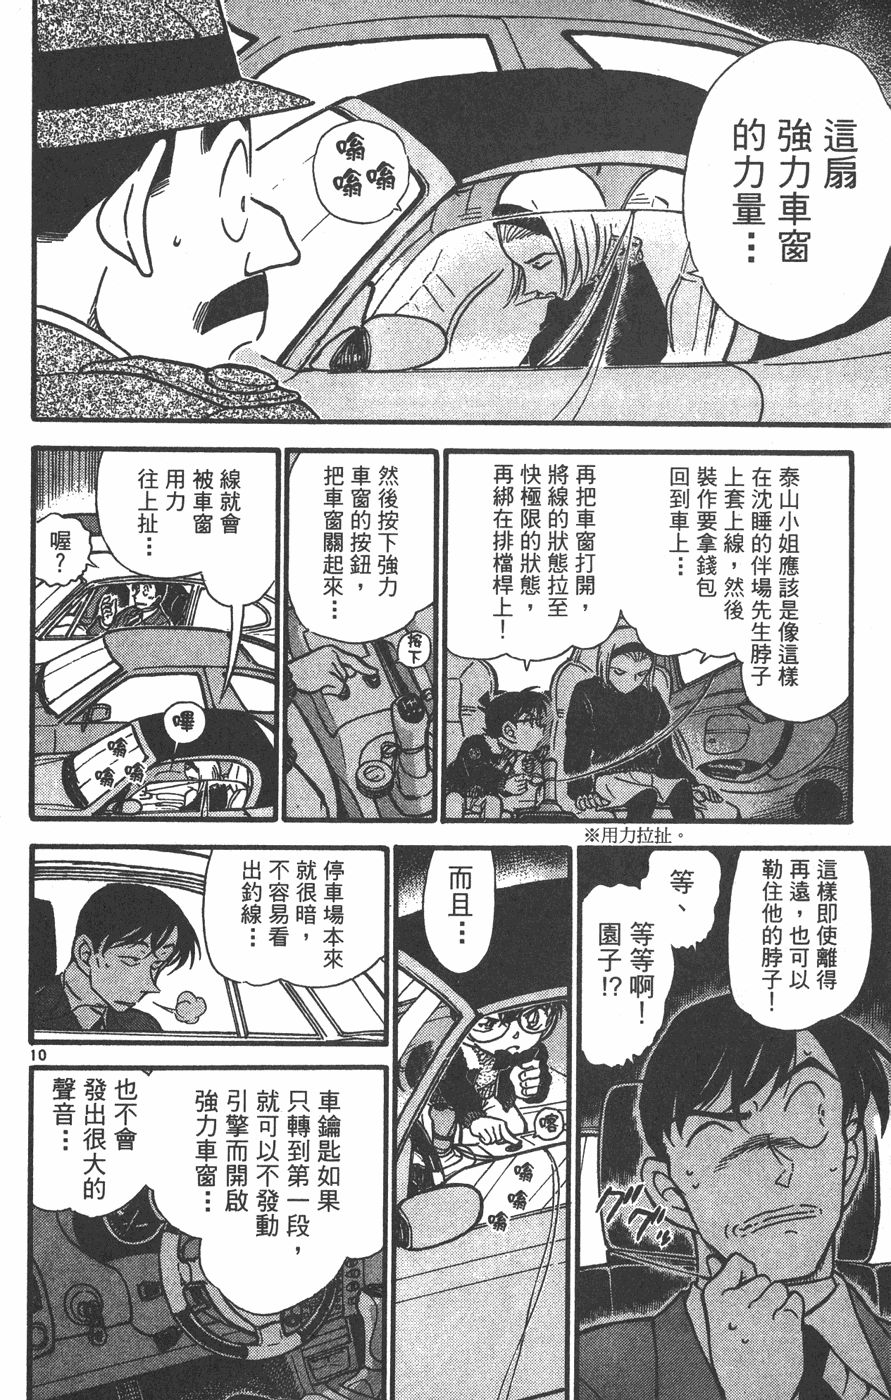 這扇
強力車窗
的力量…
嗡
嗡嗡
泰山小姐應該是像這樣
在沈睡的伴場先生脖子
上套上線，然後
裝作要拿錢包
回到車上…
再把車窗打開，
將線的狀態拉至
快極限的狀態，
再綁在排檔桿上！
然後按下強力
車窗的按鈕，
把車窗關起來…
按下
線就會
被車窗
用力
往上扯…
喔？
嗶
嗡
嗡嗡
※用力拉扯。
這樣即使離得
再遠，也可以
勒住他的脖子！
等、
等等啊！
園子！？
ググ
而且…
喀
嗡
嗡
嗡
停車場本來
就很暗，
不容易看
出釣線…
車鑰匙如果
只轉到第一段，
就可以不發動
引擎而開啟
強力車窗…
也不會
發出很大的
聲音…
10